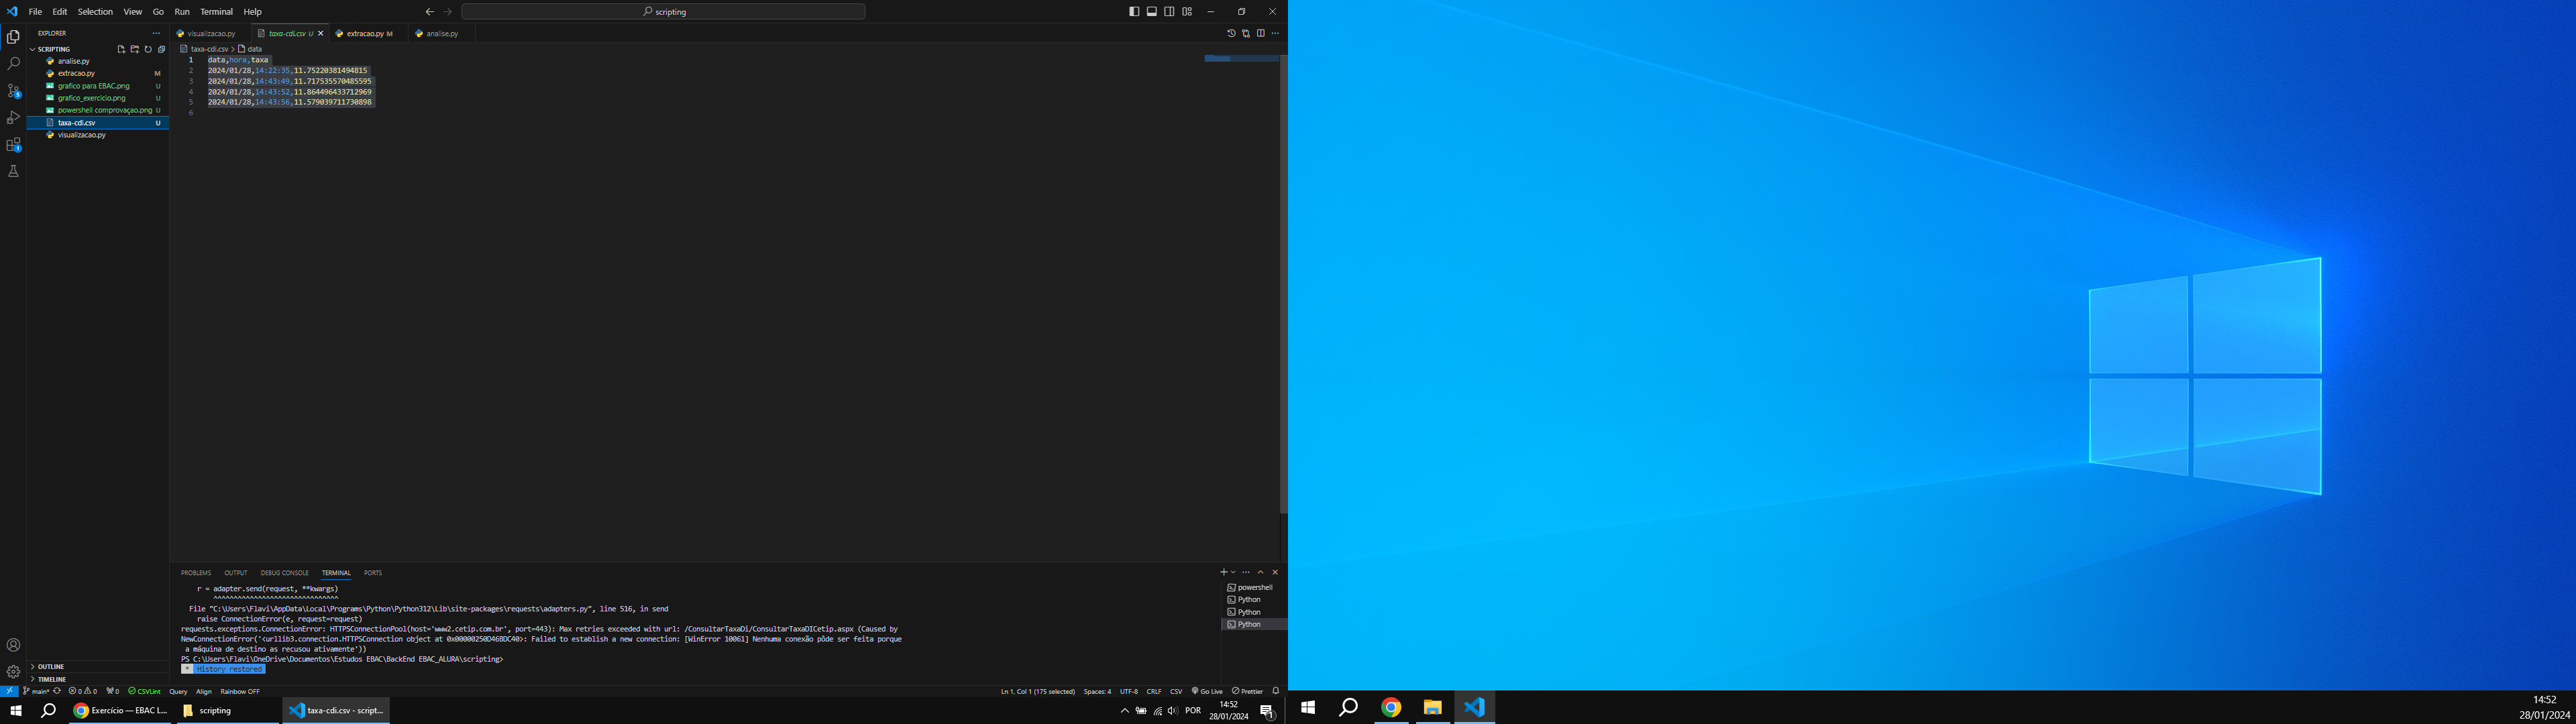 File Edit Selection View Go Run Terminal Help
scripting
EXPLORER
SCRIPTING
analise.py
extracao.py M
grafico para EBAC.png U
grafico_exercicio.png U
powershell comprovaçao.png U
taxa-cdi.csv U
visualizacao.py
visualizacao.py taxa-cdi.csv U extracao.py M analise.py
taxa-cdi.csv > data
1 data,hora,taxa
2 2024/01/28,14:22:35,11.75220381494815
3 2024/01/28,14:43:49,11.717535570485595
4 2024/01/28,14:43:52,11.864496433712969
5 2024/01/28,14:43:56,11.579039711730898
6
PROBLEMS OUTPUT DEBUG CONSOLE TERMINAL PORTS
r = adapter.send(request, **kwargs)
^^^^^^^^^^^^^^^^^^^^^^^^^^^^^^^
File "C:\Users\Flavi\AppData\Local\Programs\Python\Python312\Lib\site-packages\requests\adapters.py", line 516, in send
raise ConnectionError(e, request=request)
requests.exceptions.ConnectionError: HTTPSConnectionPool(host='www2.cetip.com.br', port=443): Max retries exceeded with url: /ConsultarTaxaDi/ConsultarTaxaDICetip.aspx (Caused by
NewConnectionError('<urllib3.connection.HTTPSConnection object at 0x00000250D46BDC40>: Failed to establish a new connection: [WinError 10061] Nenhuma conexão pôde ser feita porque
a máquina de destino as recusou ativamente'))
PS C:\Users\Flavi\OneDrive\Documentos\Estudos EBAC\BackEnd EBAC_ALURA\scripting>
* History restored
powershell
Python
Python
Python
OUTLINE
TIMELINE
main* 0 0 0 CSVLint Query Align Rainbow OFF
Ln 1, Col 1 (175 selected) Spaces: 4 UTF-8 CRLF CSV Go Live Prettier
Exercício — EBAC L... scripting taxa-cdi.csv - script...
POR
14:52
28/01/2024
1
14:52
28/01/2024